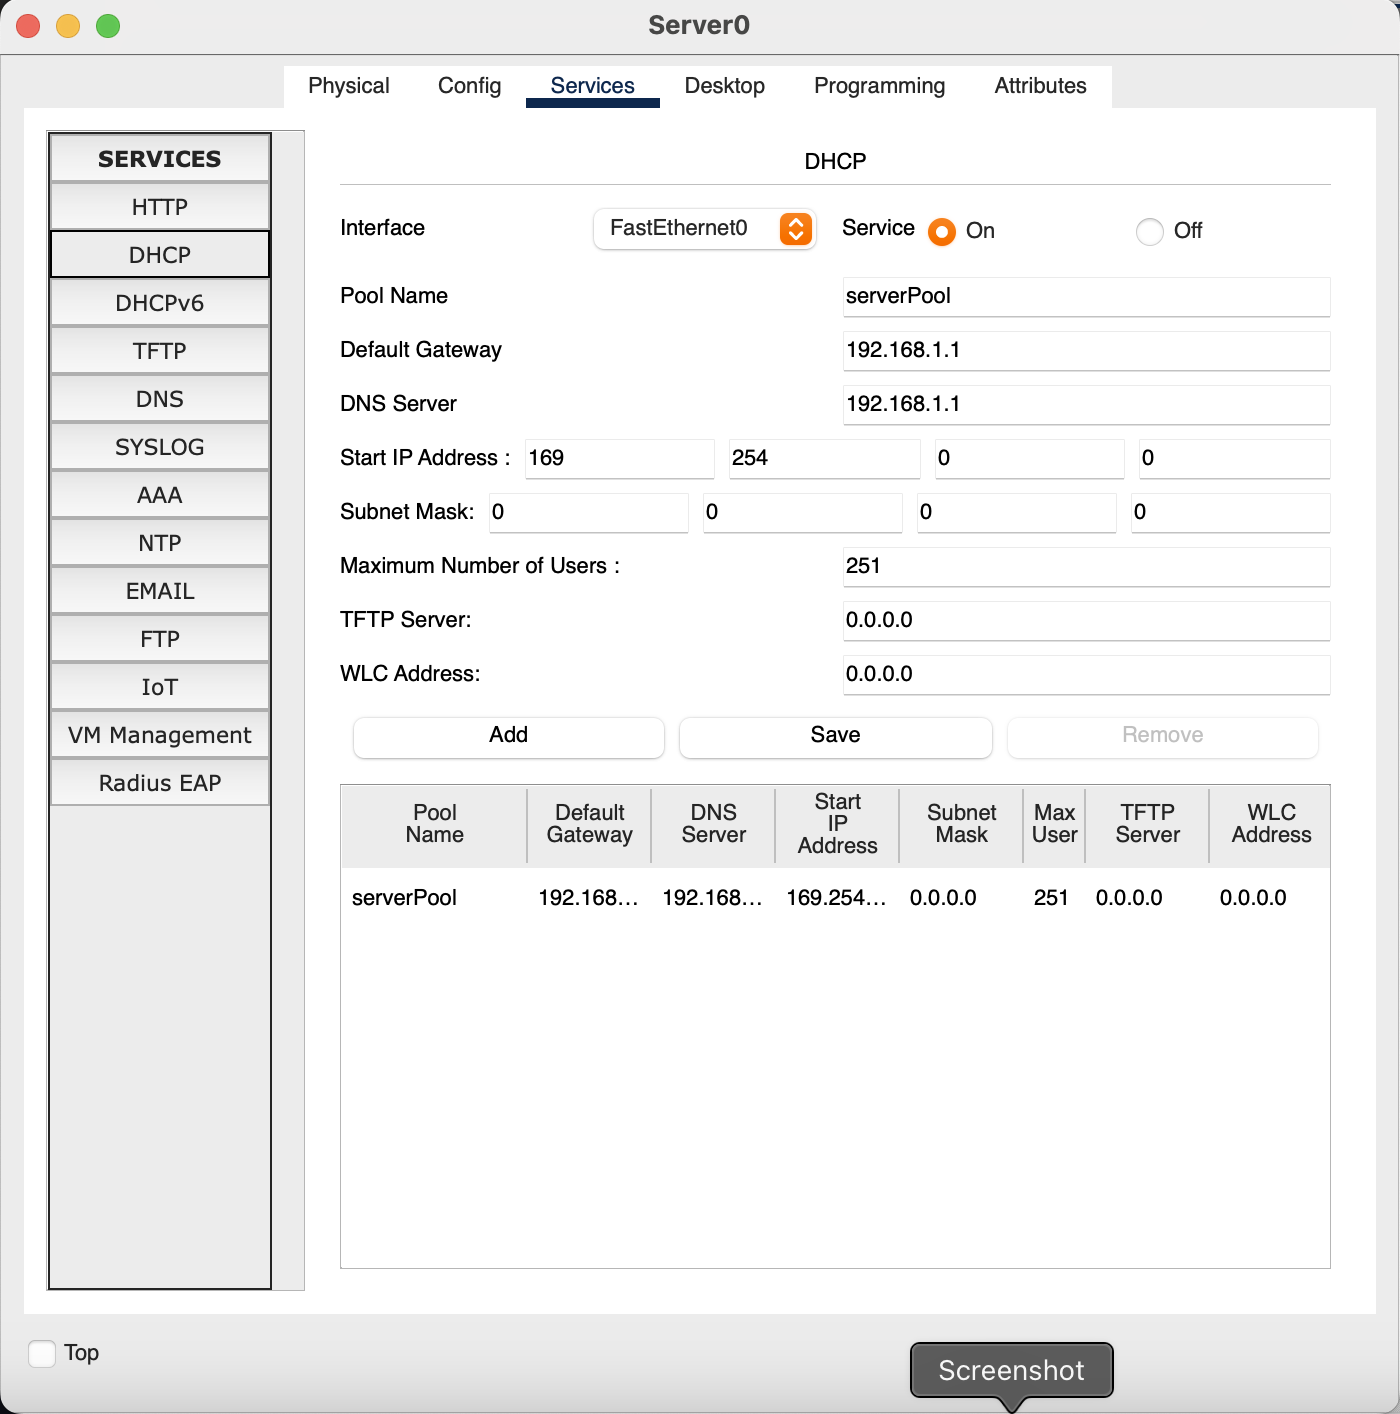 Server0
Physical Config Services Desktop Programming Attributes
SERVICES
HTTP
DHCP
DHCPv6
TFTP
DNS
SYSLOG
AAA
NTP
EMAIL
FTP
IoT
VM Management
Radius EAP
DHCP
Interface FastEthernet0 Service On Off
Pool Name serverPool
Default Gateway 192.168.1.1
DNS Server 192.168.1.1
Start IP Address : 169 254 0 0
Subnet Mask: 0 0 0 0
Maximum Number of Users : 251
TFTP Server: 0.0.0.0
WLC Address: 0.0.0.0
Add Save Remove
Pool Name Default Gateway DNS Server Start IP Address Subnet Mask Max User TFTP Server WLC Address
serverPool 192.168... 192.168... 169.254... 0.0.0.0 251 0.0.0.0 0.0.0.0
Top
Screenshot